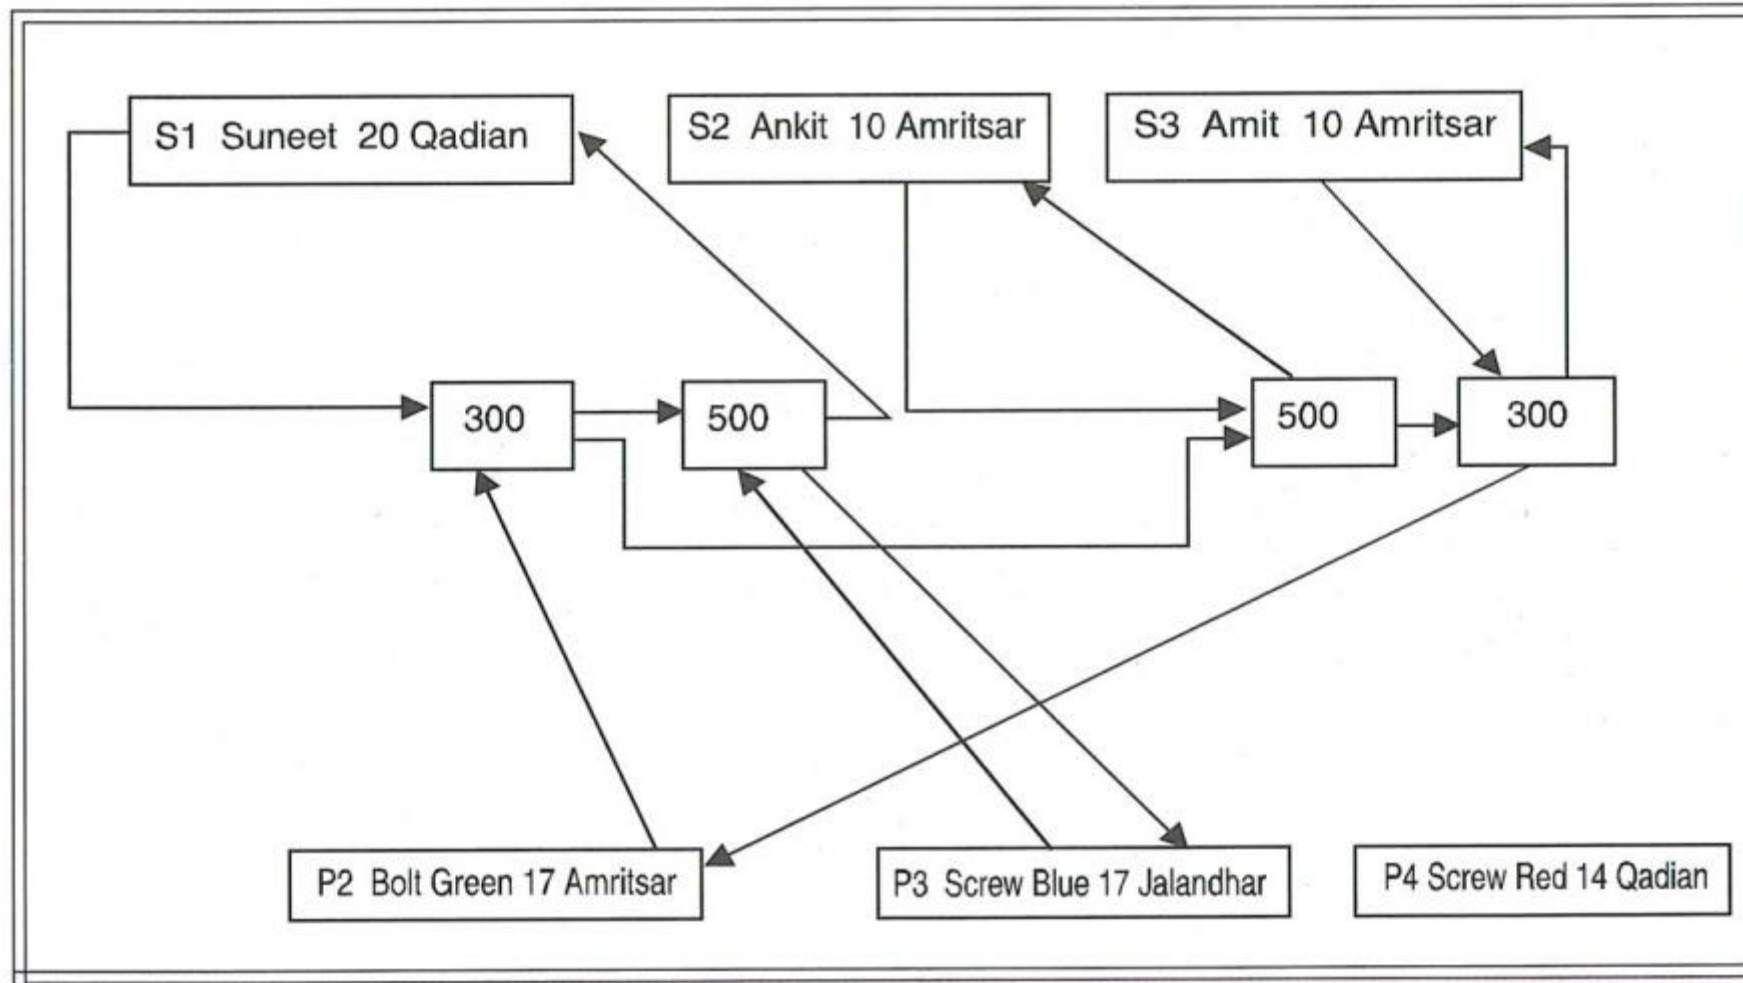 S1 Suneet 20 Qadian
S2 Ankit 10 Amritsar
S3 Amit 10 Amritsar
300
500
500
300
P2 Bolt Green 17 Amritsar
P3 Screw Blue 17 Jalandhar
P4 Screw Red 14 Qadian